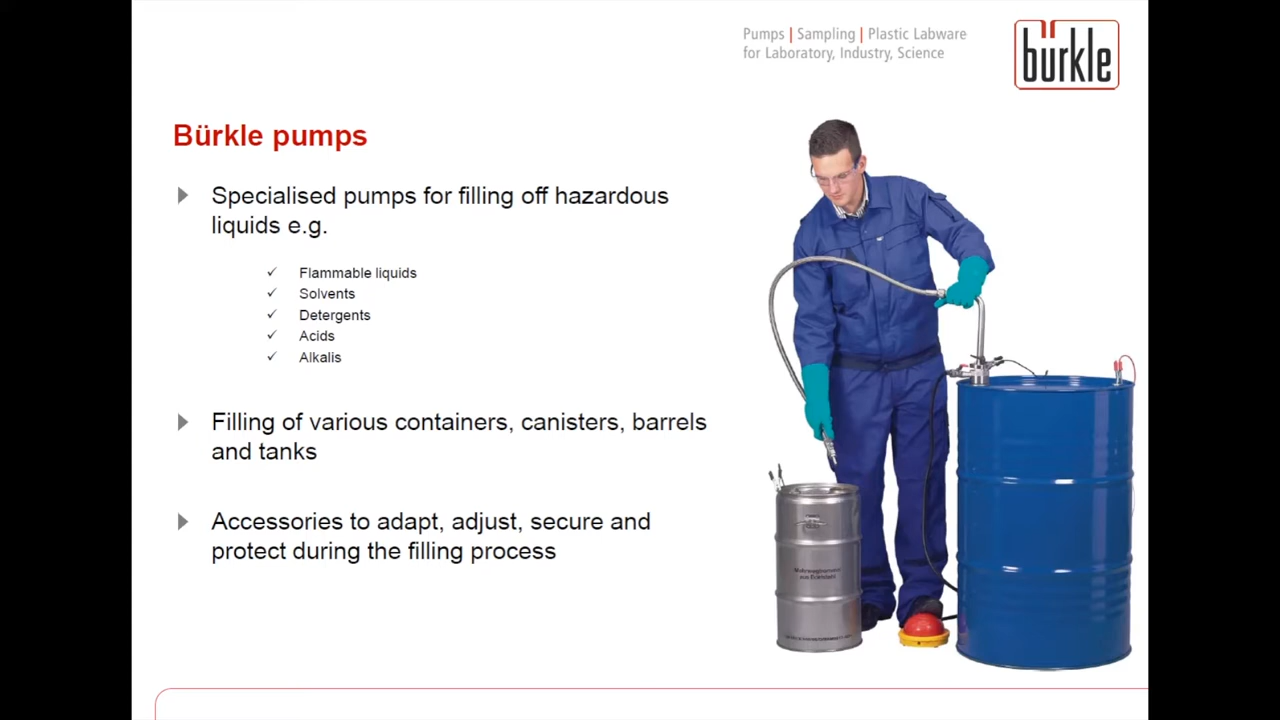 Pumps | Sampling | Plastic Labware
for Laboratory, Industry, Science
bürkle
Bürkle pumps
Specialised pumps for filling off hazardous
liquids e.g.
Flammable liquids
Solvents
Detergents
Acids
Alkalis
Filling of various containers, canisters, barrels
and tanks
Accessories to adapt, adjust, secure and
protect during the filling process